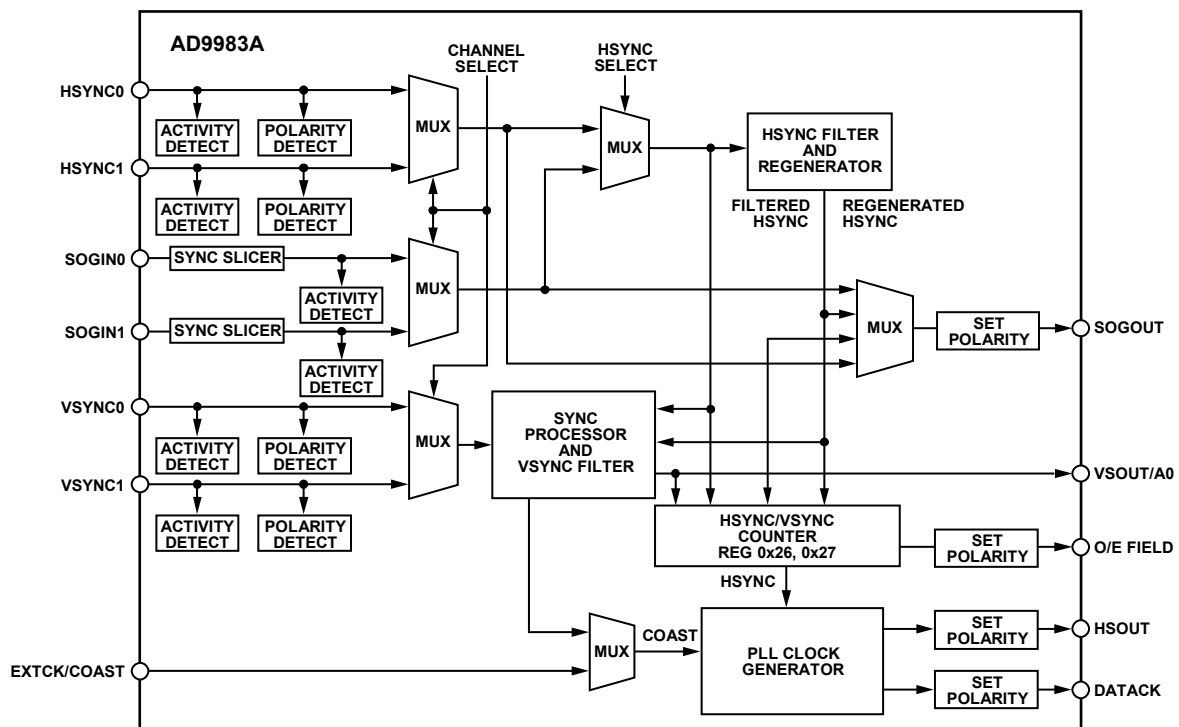 AD9983A
CHANNEL
SELECT
HSYNC
SELECT
HSYNC0
ACTIVITY
DETECT
POLARITY
DETECT
MUX
MUX
HSYNC FILTER
AND
REGENERATOR
HSYNC1
ACTIVITY
DETECT
POLARITY
DETECT
FILTERED
HSYNC
REGENERATED
HSYNC
SOGIN0
SYNC SLICER
ACTIVITY
DETECT
MUX
SOGIN1
SYNC SLICER
ACTIVITY
DETECT
MUX
SET
POLARITY
SOGOUT
VSYNC0
ACTIVITY
DETECT
POLARITY
DETECT
MUX
SYNC
PROCESSOR
AND
VSYNC FILTER
VSOUT/A0
VSYNC1
ACTIVITY
DETECT
POLARITY
DETECT
HSYNC/VSYNC
COUNTER
REG 0x26, 0x27
SET
POLARITY
O/E FIELD
HSYNC
EXTCK/COAST
MUX
COAST
PLL CLOCK
GENERATOR
SET
POLARITY
HSOUT
SET
POLARITY
DATACK